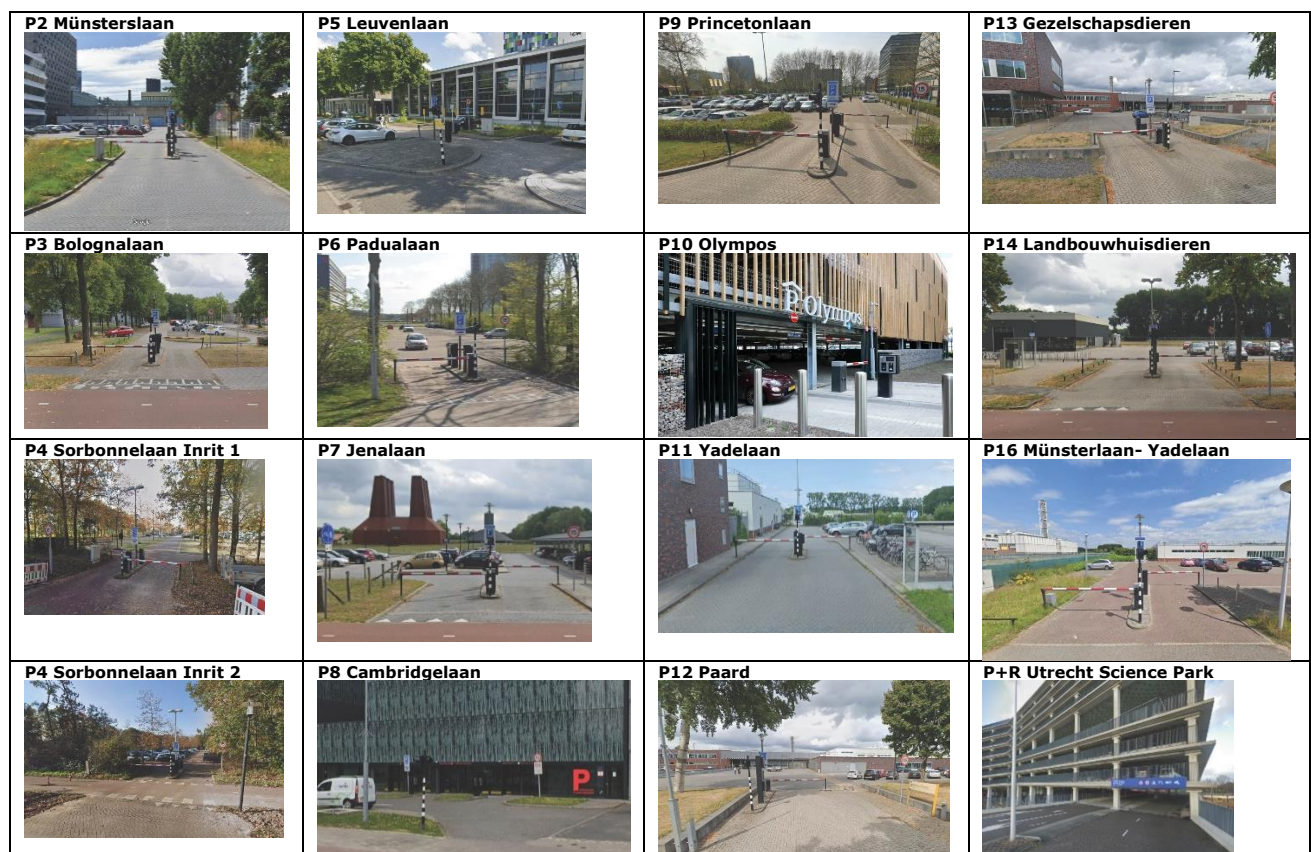 P2 Münsterslaan
P5 Leuvenlaan
P9 Princetonlaan
P13 Gezelschapsdieren
P3 Bolognalaan
P6 Padualaan
P10 Olympos
P14 Landbouwhuisdieren
P. Olympos
P4 Sorbonnelaan Inrit 1
P7 Jenalaan
P11 Yadelaan
P16 Münsterlaan- Yadelaan
P4 Sorbonnelaan Inrit 2
P8 Cambridgelaan
P12 Paard
P+R Utrecht Science Park
P